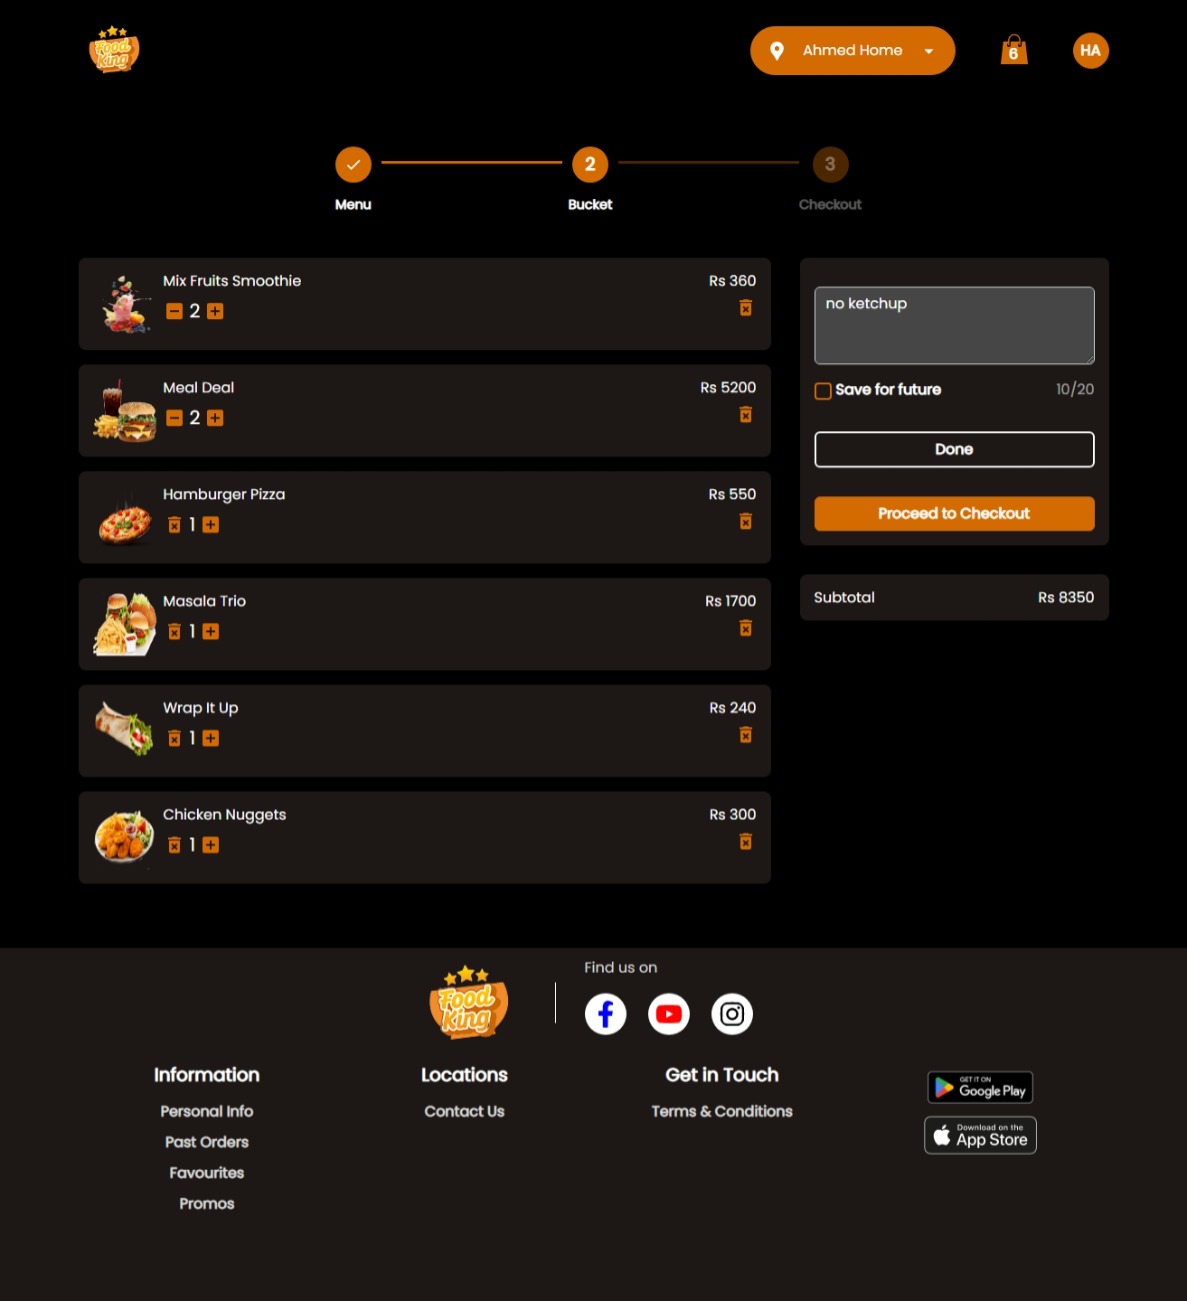 Food
King
Ahmed Home
6
HA
2
3
Menu
Bucket
Checkout
Mix Fruits Smoothie
Rs 360
2
Meal Deal
Rs 5200
2
Hamburger Pizza
Rs 550
1
Masala Trio
Rs 1700
1
Wrap It Up
Rs 240
1
Chicken Nuggets
Rs 300
1
no ketchup
Save for future
10/20
Done
Proceed to Checkout
Subtotal
Rs 8350
Food
King
Find us on
Information
Personal Info
Past Orders
Favourites
Promos
Locations
Contact Us
Get in Touch
Terms & Conditions
GET IT ON
Google Play
Download on the
App Store